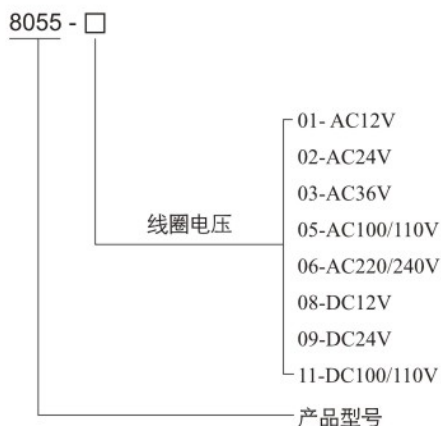 8055 - □
01- AC12V
02-AC24V
03-AC36V
线圈电压
05-AC100/110V
06-AC220/240V
08-DC12V
09-DC24V
11-DC100/110V
产品型号